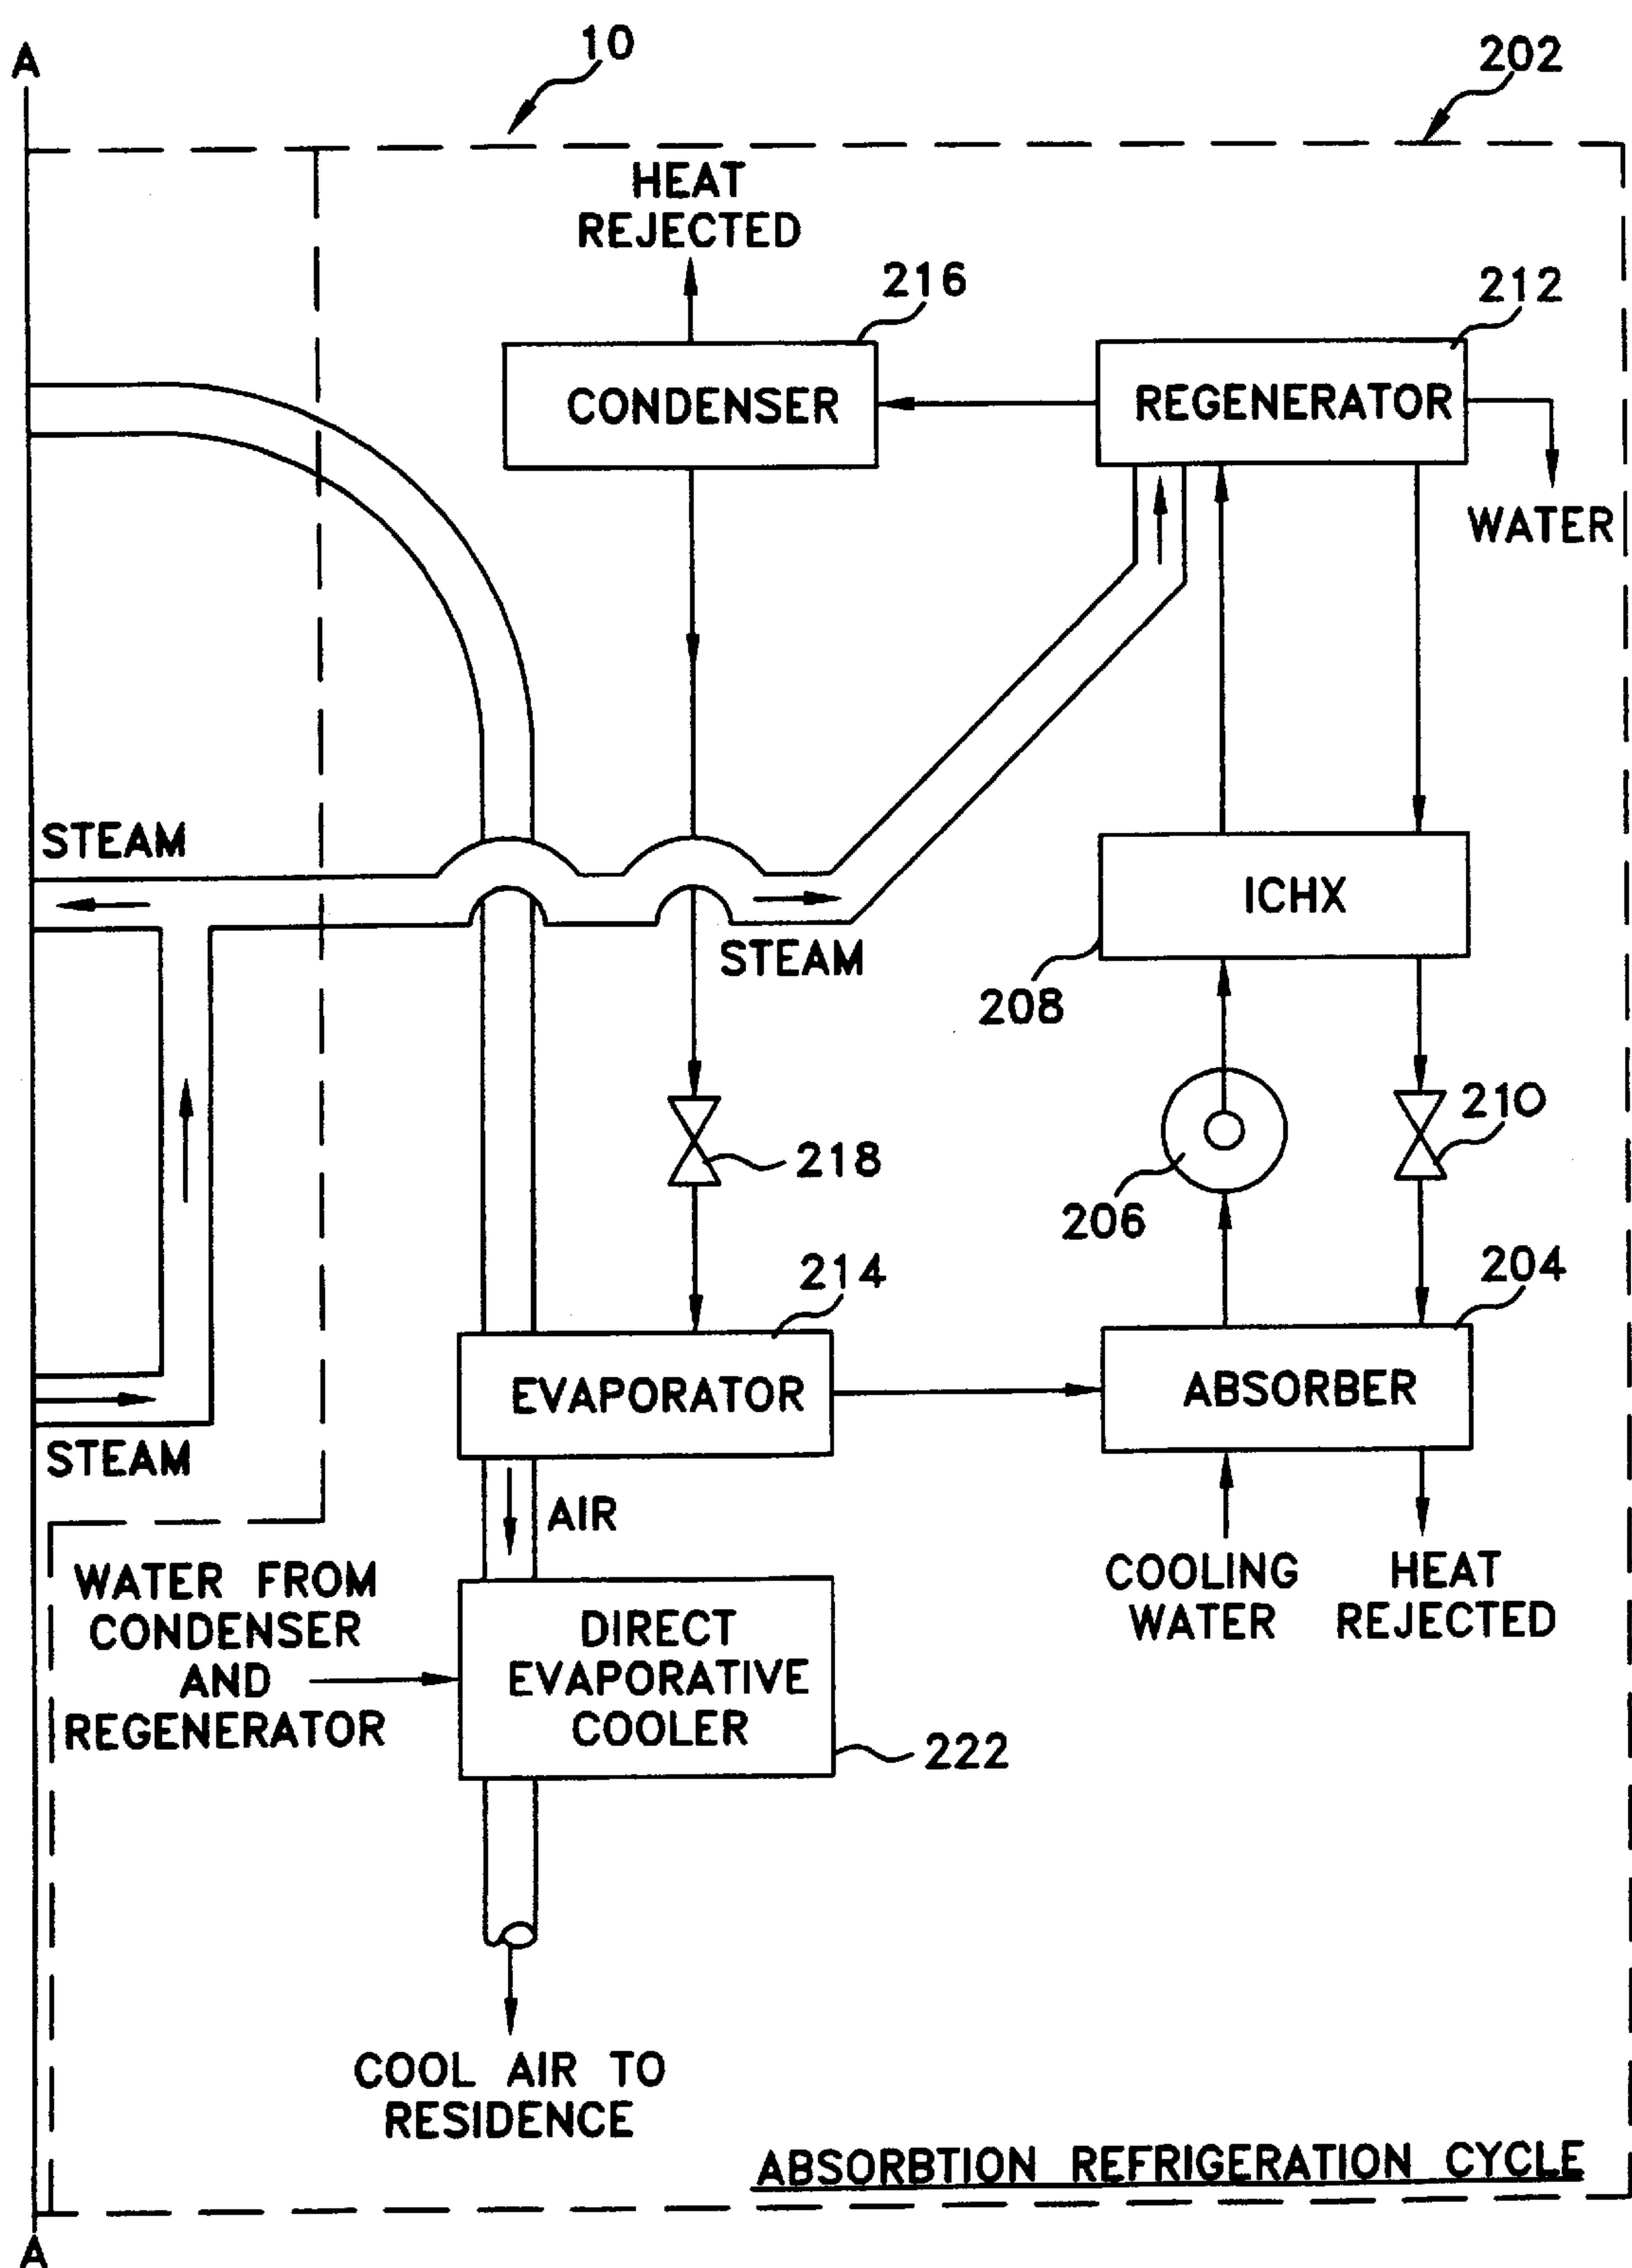 A
10
202
HEAT
REJECTED
216
212
CONDENSER
REGENERATOR
WATER
STEAM
ICHX
STEAM
208
210
218
206
214
204
EVAPORATOR
ABSORBER
STEAM
AIR
WATER FROM
CONDENSER
AND
REGENERATOR
COOLING
WATER
HEAT
REJECTED
DIRECT
EVAPORATIVE
COOLER
222
COOL AIR TO
RESIDENCE
ABSORBTION REFRIGERATION CYCLE
A